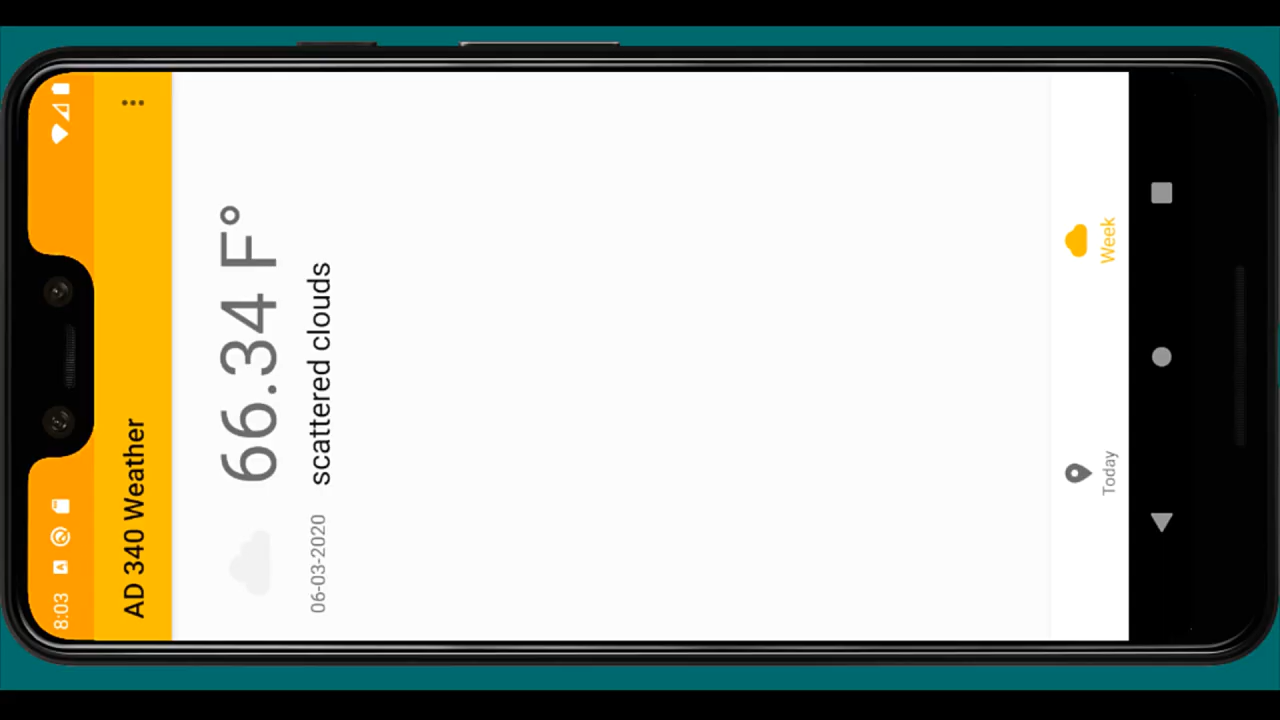 8:03
AD 340 Weather
66.34 F°
06-03-2020
scattered clouds
Today
Week